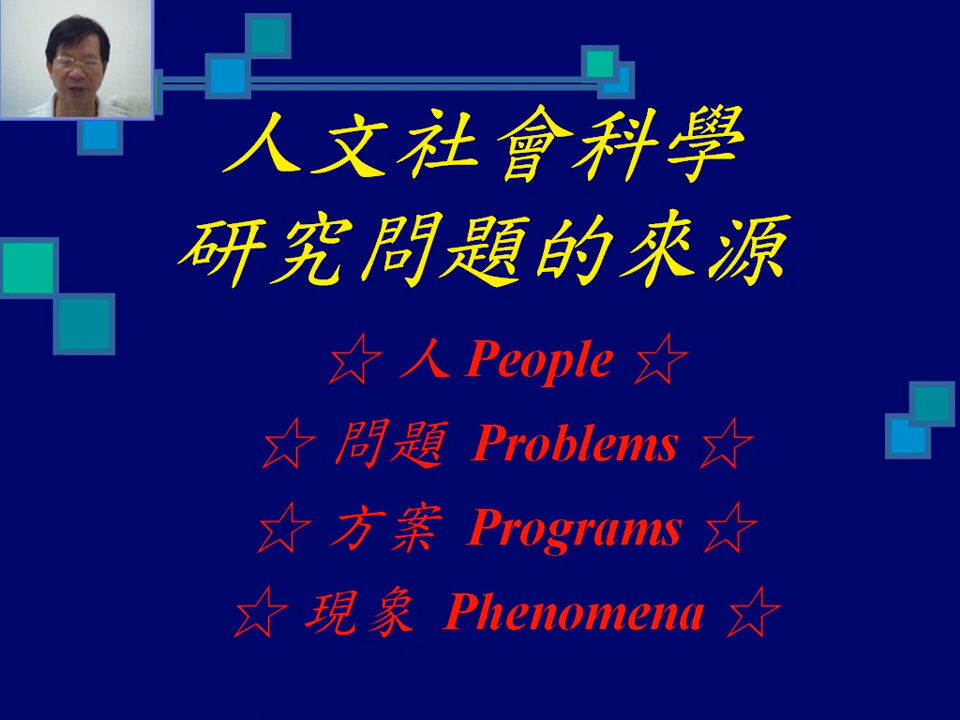 人文社會科學
研究問題的來源
☆ 人 People ☆
☆ 問題 Problems ☆
☆ 方案 Programs ☆
☆ 現象 Phenomena ☆